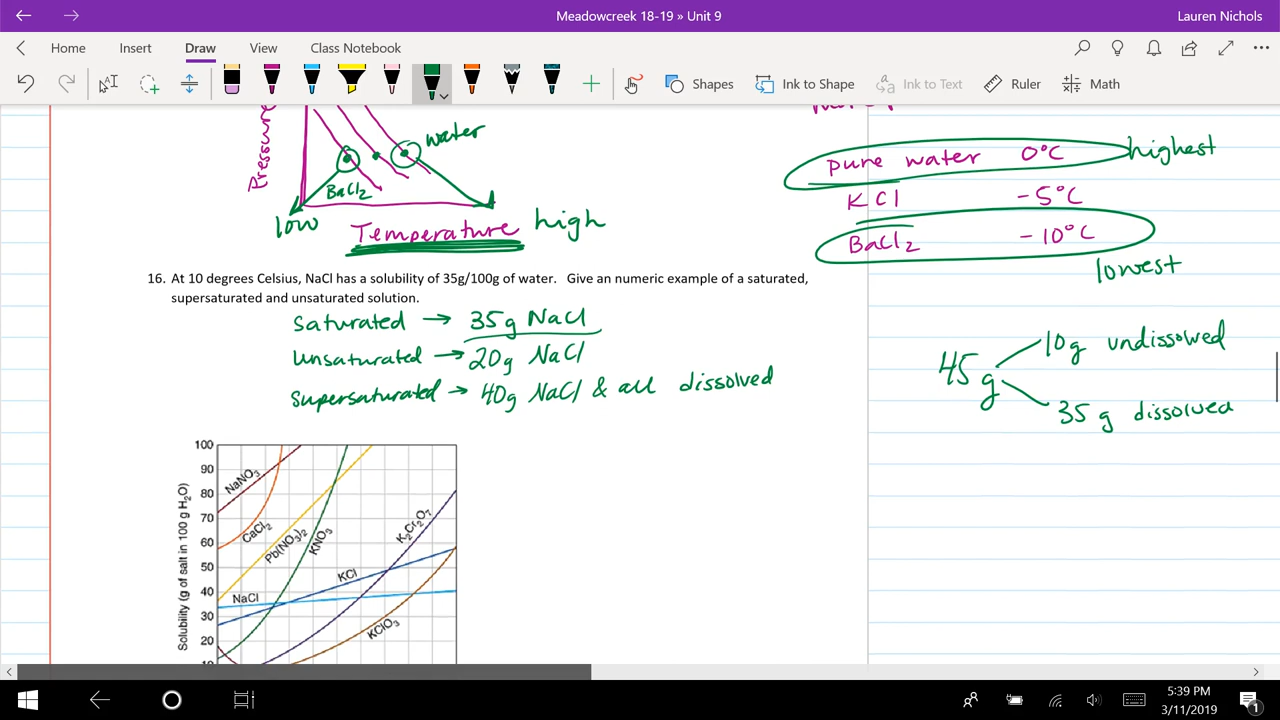 Meadowcreek 18-19 » Unit 9
Lauren Nichols
Home Insert Draw View Class Notebook
Shapes Ink to Shape Ink to Text Ruler Math
Pressure
water
BaCl2
low
Temperature high
pure water 0°C highest
KCl -5°C
BaCl2 -10°C
lowest
16. At 10 degrees Celsius, NaCl has a solubility of 35g/100g of water. Give an numeric example of a saturated,
supersaturated and unsaturated solution.
saturated → 35g NaCl
unsaturated → 20g NaCl
supersaturated → 40g NaCl & all dissolved
45g
10g undissolved
35 g dissolved
Solubility (g of salt in 100 g H2O)
100
90
80
70
60
50
40
30
20
10
NaNO3
CaCl2
Pb(NO3)2
KNO3
K2Cr2O7
KCl
NaCl
KClO3
5:39 PM
3/11/2019
1